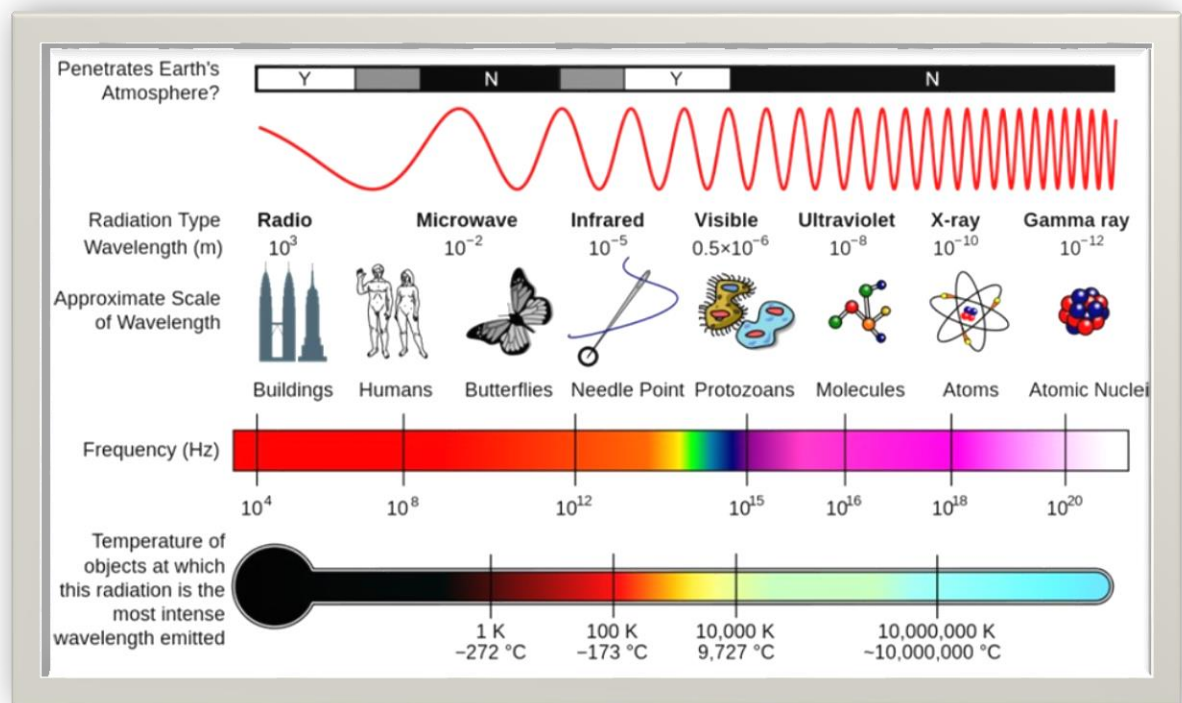 Penetrates Earth's
Atmosphere?
Y N Y N
Radiation Type
Radio Microwave Infrared Visible Ultraviolet X-ray Gamma ray
Wavelength (m)
10³ 10⁻² 10⁻⁵ 0.5×10⁻⁶ 10⁻⁸ 10⁻¹⁰ 10⁻¹²
Approximate Scale
of Wavelength
Buildings Humans Butterflies Needle Point Protozoans Molecules Atoms Atomic Nuclei
Frequency (Hz)
10⁴ 10⁸ 10¹² 10¹⁵ 10¹⁶ 10¹⁸ 10²⁰
Temperature of
objects at which
this radiation is the
most intense
wavelength emitted
1 K 100 K 10,000 K 10,000,000 K
−272 °C −173 °C 9,727 °C ~10,000,000 °C